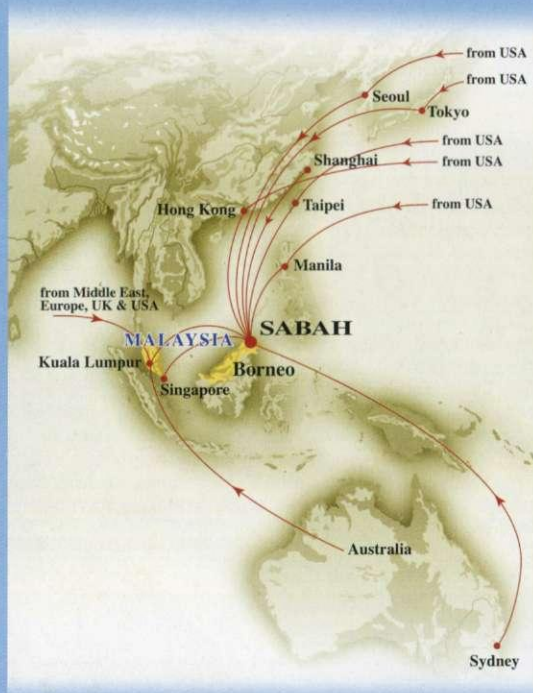 from USA
Seoul
from USA
Tokyo
from USA
Shanghai
from USA
Hong Kong
Taipei
from USA
Manila
from Middle East,
Europe, UK & USA
SABAH
MALAYSIA
Kuala Lumpur
Borneo
Singapore
Australia
Sydney